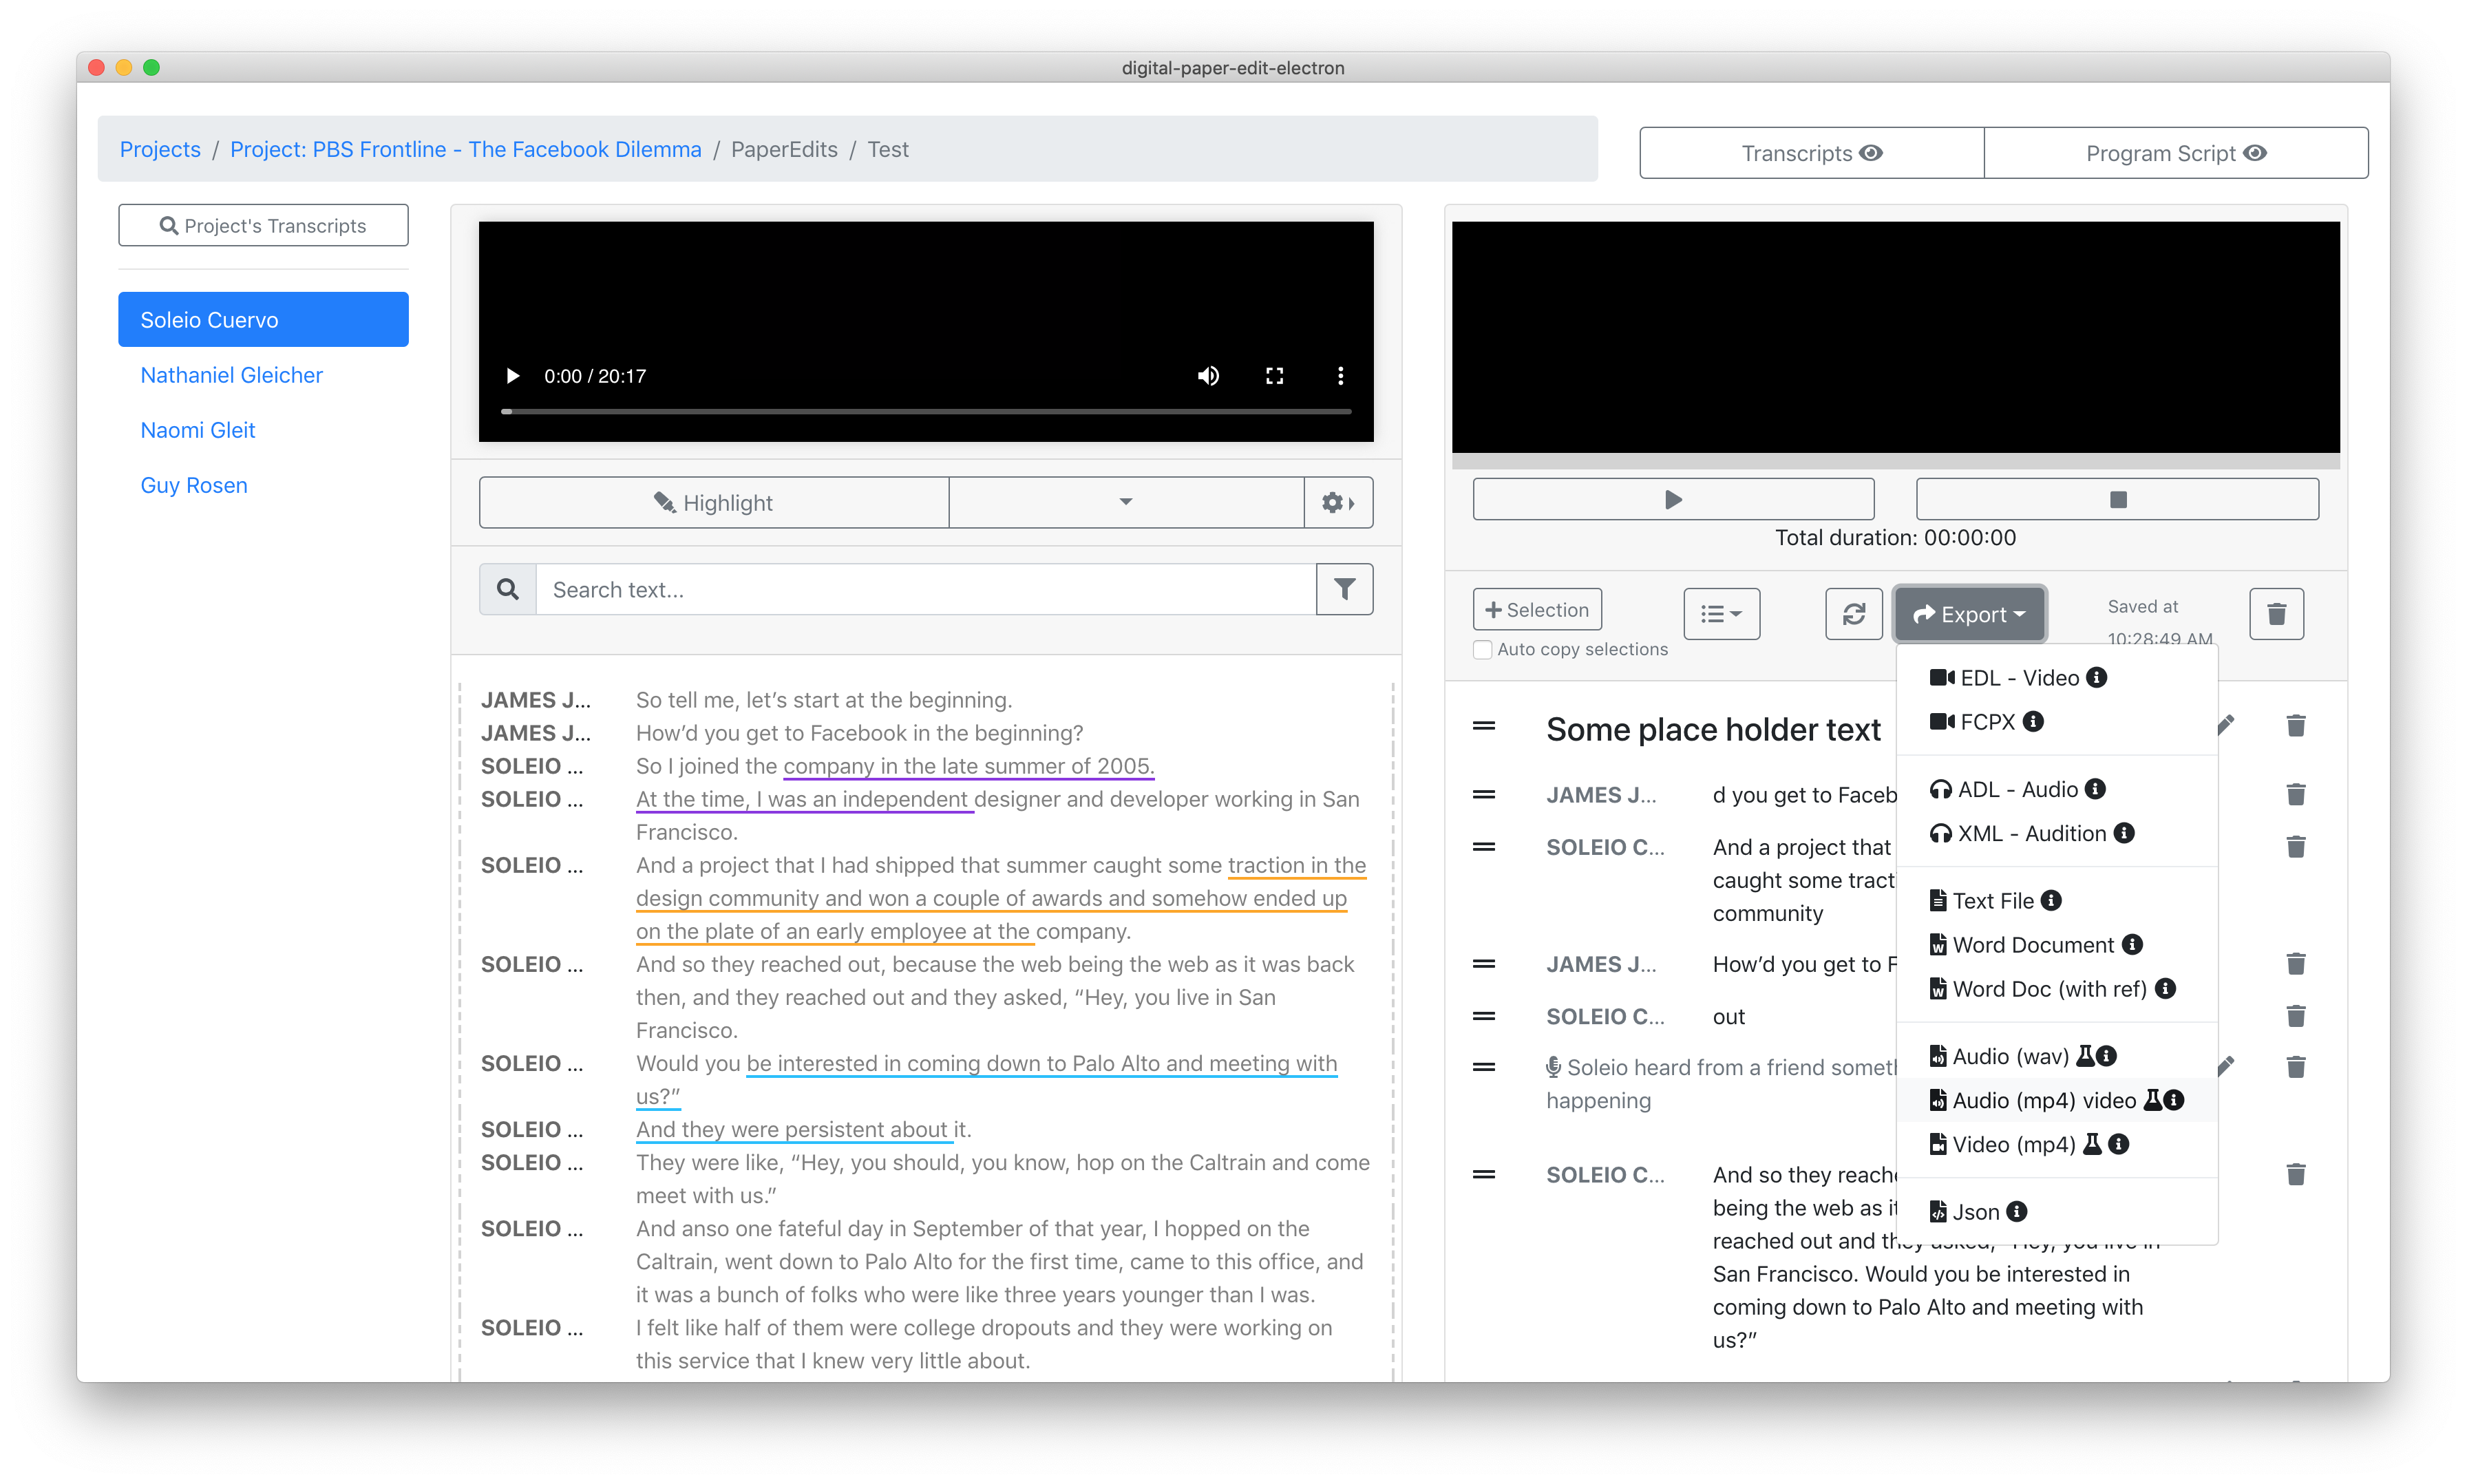 digital-paper-edit-electron
Projects / Project: PBS Frontline - The Facebook Dilemma / PaperEdits / Test
Transcripts
Program Script
Project's Transcripts
Soleio Cuervo
Nathaniel Gleicher
Naomi Gleit
Guy Rosen
0:00 / 20:17
Highlight
Search text...
JAMES J... So tell me, let’s start at the beginning.
JAMES J... How’d you get to Facebook in the beginning?
SOLEIO ... So I joined the company in the late summer of 2005.
SOLEIO ... At the time, I was an independent designer and developer working in San
Francisco.
SOLEIO ... And a project that I had shipped that summer caught some traction in the
design community and won a couple of awards and somehow ended up
on the plate of an early employee at the company.
SOLEIO ... And so they reached out, because the web being the web as it was back
then, and they reached out and they asked, “Hey, you live in San
Francisco.
SOLEIO ... Would you be interested in coming down to Palo Alto and meeting with
us?”
SOLEIO ... And they were persistent about it.
SOLEIO ... They were like, “Hey, you should, you know, hop on the Caltrain and come
meet with us.”
SOLEIO ... And anso one fateful day in September of that year, I hopped on the
Caltrain, went down to Palo Alto for the first time, came to this office, and
it was a bunch of folks who were like three years younger than I was.
SOLEIO ... I felt like half of them were college dropouts and they were working on
this service that I knew very little about.
Total duration: 00:00:00
Selection
Auto copy selections
Export
Saved at
10:28:49 AM
EDL - Video
FCPX
ADL - Audio
XML - Audition
Text File
Word Document
Word Doc (with ref)
Audio (wav)
Audio (mp4) video
Video (mp4)
Json
Some place holder text
JAMES J... d you get to Faceb
SOLEIO C... And a project that
caught some tract
community
JAMES J... How’d you get to F
SOLEIO C... out
Soleio heard from a friend someth
happening
SOLEIO C... And so they reache
being the web as it
reached out and they asked, “Hey, you live in
San Francisco. Would you be interested in
coming down to Palo Alto and meeting with
us?”